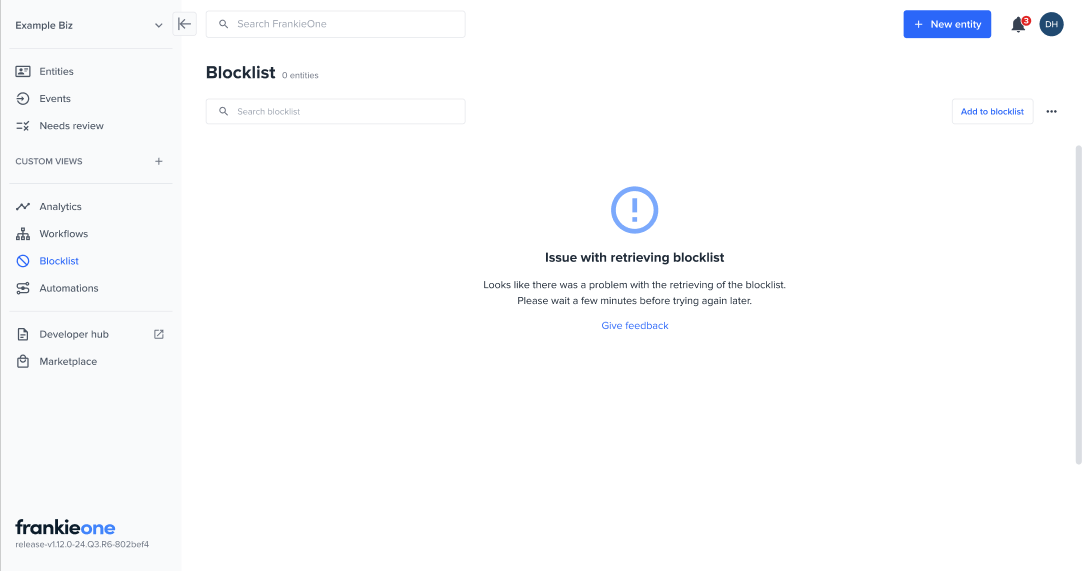 Example Biz
Search FrankieOne
New entity
3
DH
Entities
Events
Needs review
CUSTOM VIEWS
Analytics
Workflows
Blocklist
Automations
Developer hub
Marketplace
frankieone
release-v1.12.0-24.Q3.R6-802bef4
Blocklist 0 entities
Search blocklist
Add to blocklist
Issue with retrieving blocklist
Looks like there was a problem with the retrieving of the blocklist.
Please wait a few minutes before trying again later.
Give feedback